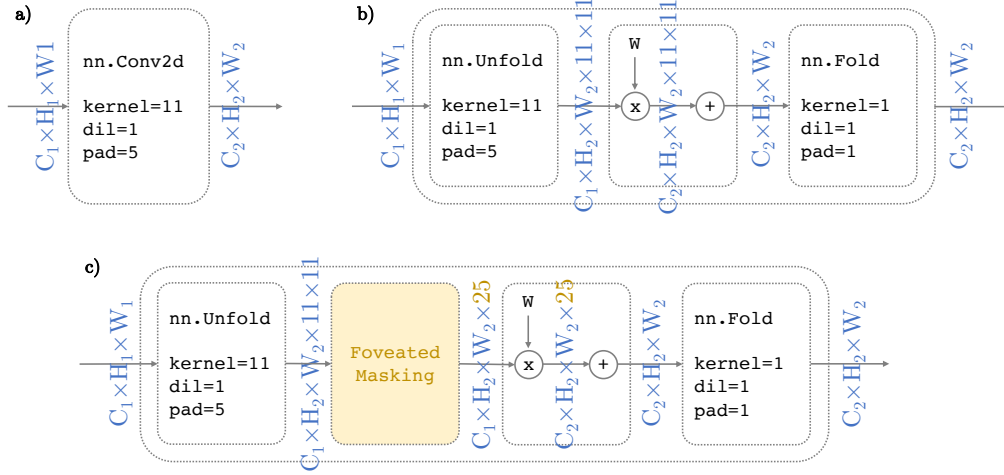 a)
C₁×H₁×W1
nn.Conv2d
kernel=11
dil=1
pad=5
C₂×H₂×W₂
b)
C₁×H₁×W₁
nn.Unfold
kernel=11
dil=1
pad=5
C₁×H₂×W₂×11×11
W
x
C₂×H₂×W₂×11×11
+
C₂×H₂×W₂
nn.Fold
kernel=1
dil=1
pad=1
C₂×H₂×W₂
c)
C₁×H₁×W₁
nn.Unfold
kernel=11
dil=1
pad=5
C₁×H₂×W₂×11×11
Foveated
Masking
C₁×H₂×W₂×25
W
x
C₂×H₂×W₂×25
+
C₂×H₂×W₂
nn.Fold
kernel=1
dil=1
pad=1
C₂×H₂×W₂